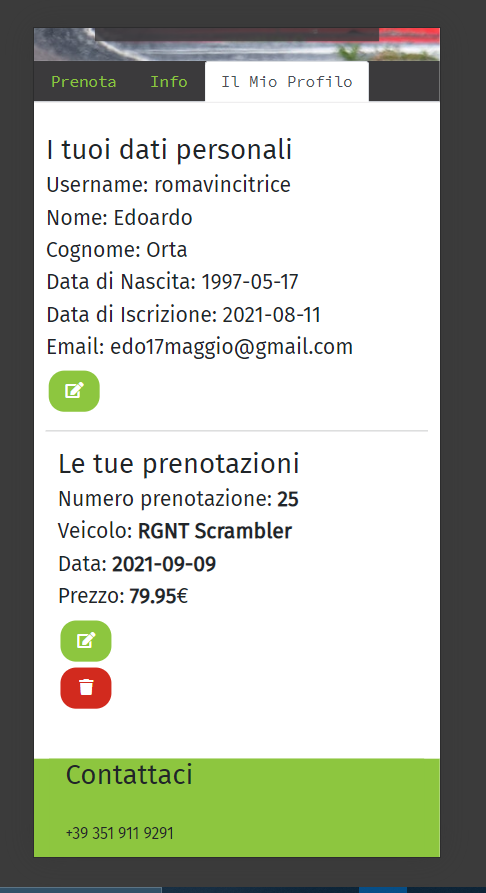 Prenota Info Il Mio Profilo
I tuoi dati personali
Username: romavincitrice
Nome: Edoardo
Cognome: Orta
Data di Nascita: 1997-05-17
Data di Iscrizione: 2021-08-11
Email: edo17maggio@gmail.com
Le tue prenotazioni
Numero prenotazione: 25
Veicolo: RGNT Scrambler
Data: 2021-09-09
Prezzo: 79.95€
Contattaci
+39 351 911 9291